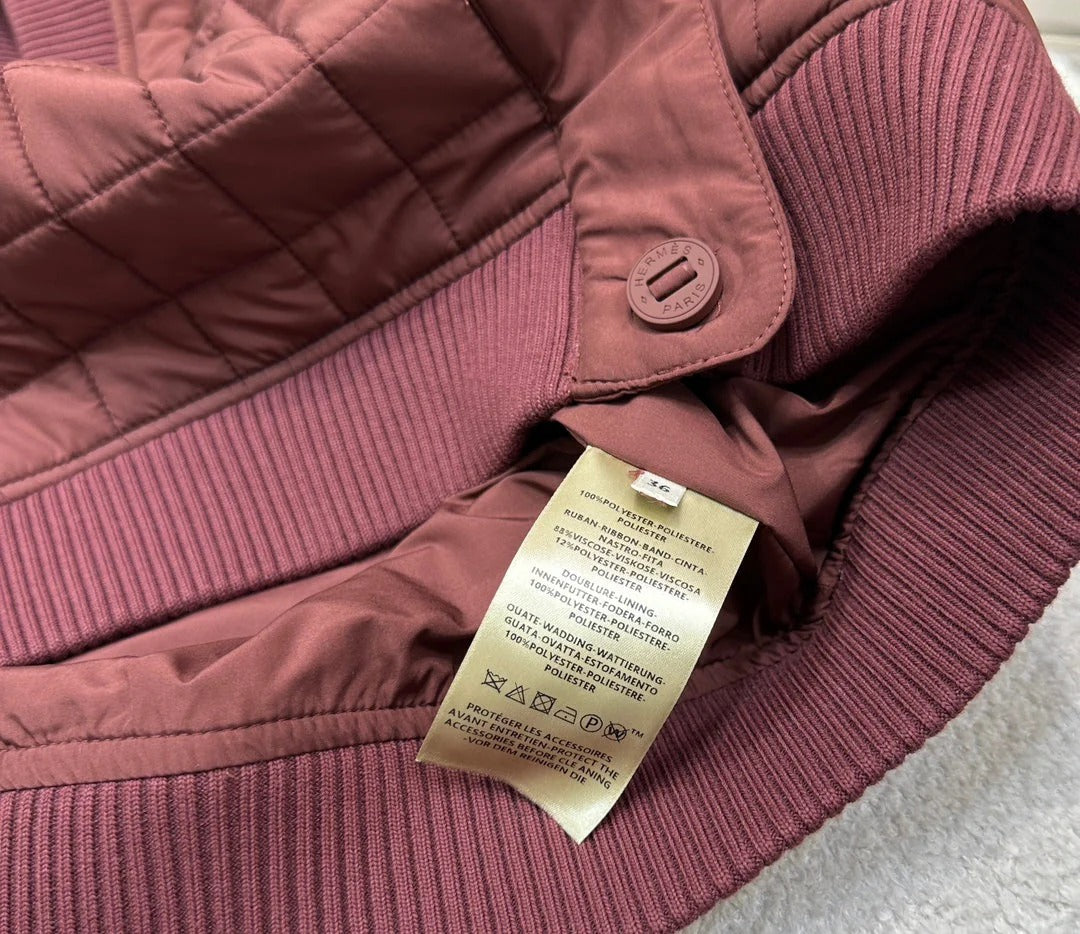 HERMÈS
PARIS
36
100%POLYESTER-POLIESTERE-
POLIESTER
RUBAN-RIBBON-BAND-CINTA-
NASTRO-FITA
88%VISCOSE-VISKOSE-VISCOSA
12%POLYESTER-POLIESTERE-
POLIESTER
DOUBLURE-LINING-
INNENFUTTER-FODERA-FORRO
100%POLYESTER-POLIESTERE-
POLIESTER
OUATE-WADDING-WATTIERUNG-
GUATA-OVATTA-ESTOFAMENTO
100%POLYESTER-POLIESTERE-
POLIESTER
P W ™
PROTÉGER LES ACCESSOIRES
AVANT ENTRETIEN-PROTECT THE
ACCESSORIES BEFORE CLEANING
-VOR DEM REINIGEN DIE